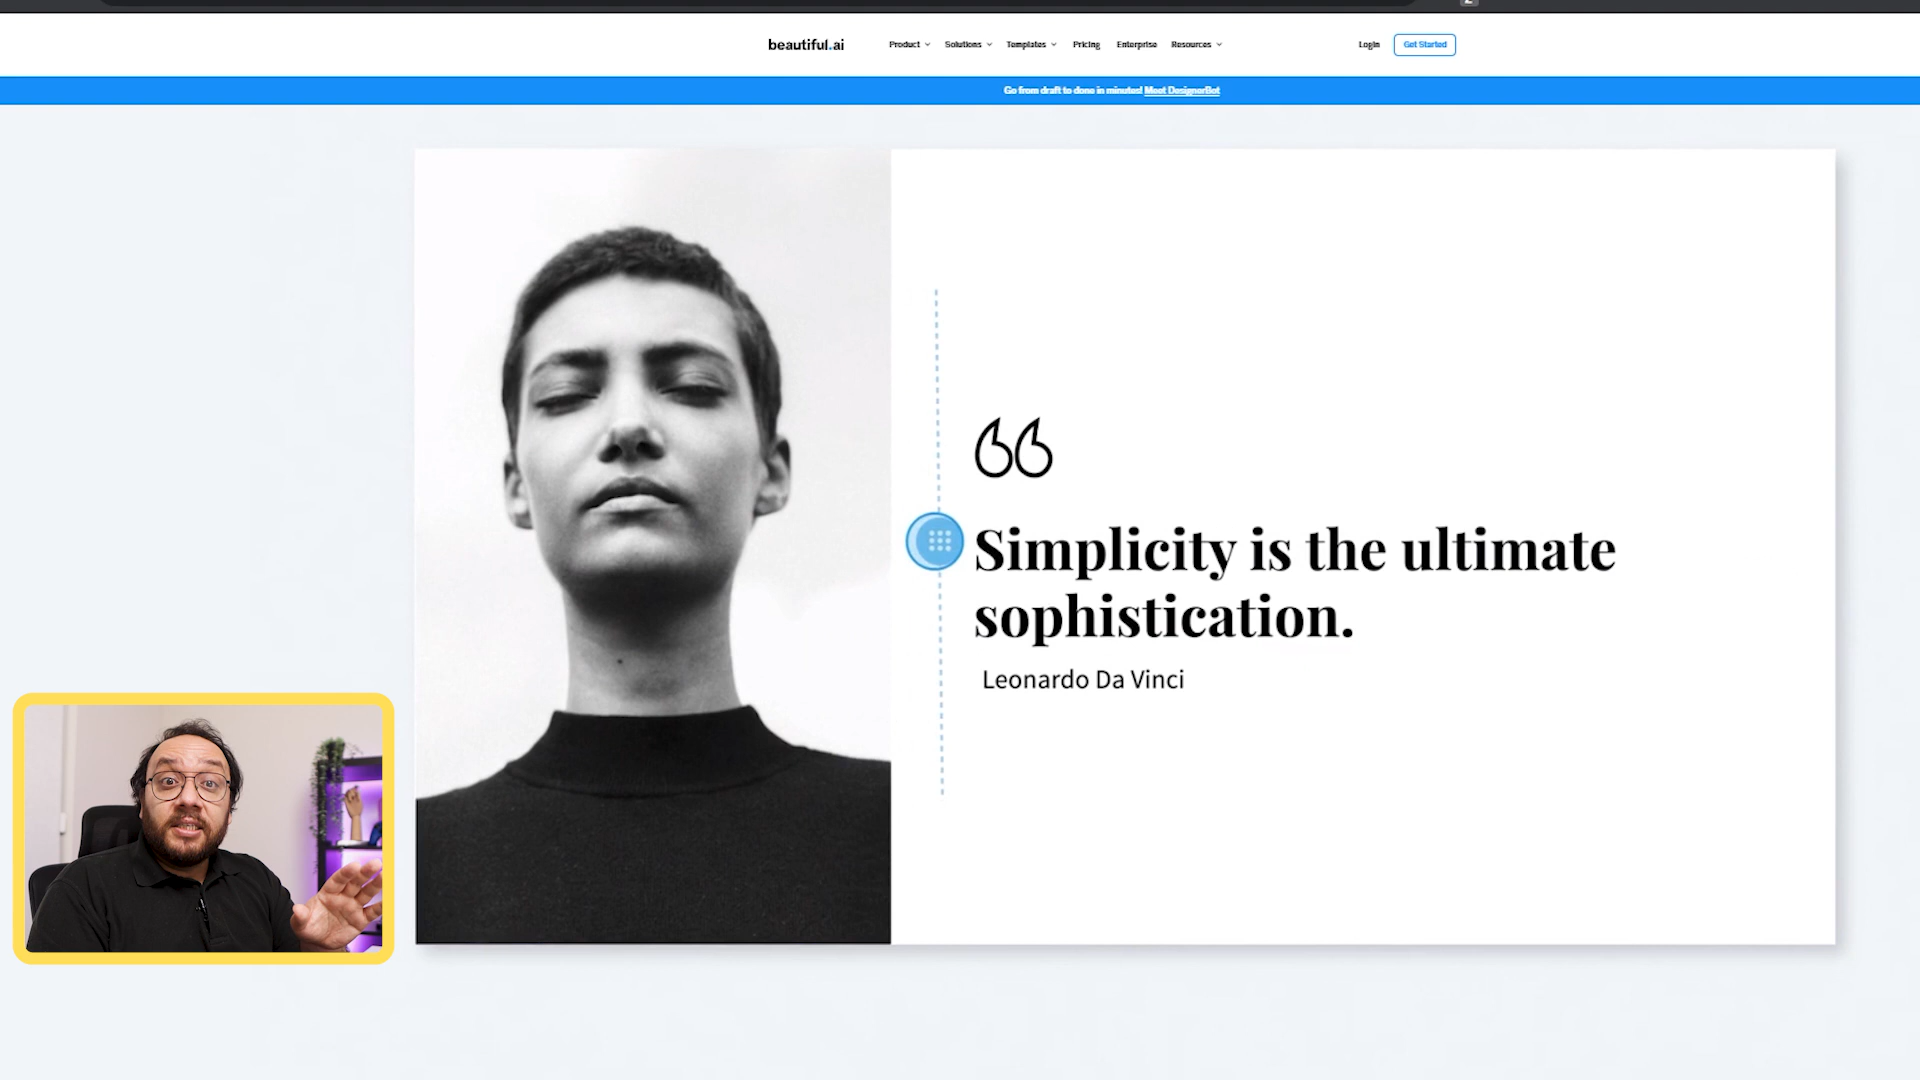 beautiful.ai
Product
Solutions
Templates
Pricing
Enterprise
Resources
Login
Get Started
Go from draft to done in minutes! Meet DesignerBot
Simplicity is the ultimate
sophistication.
Leonardo Da Vinci